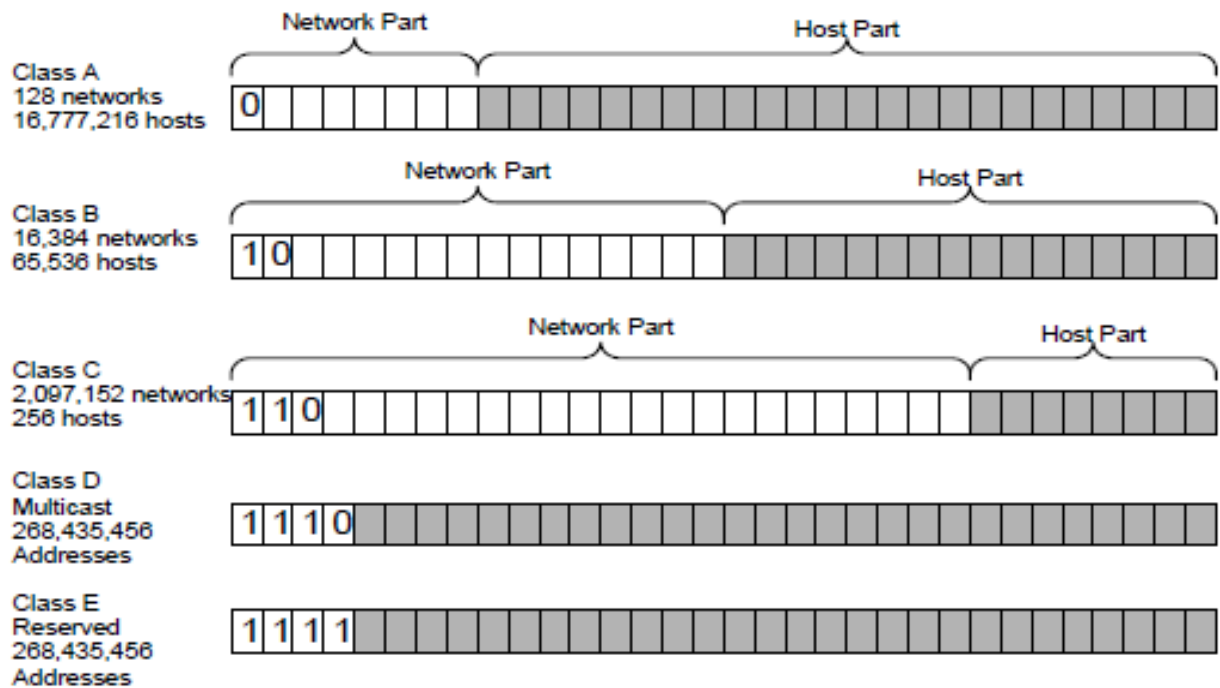 Network Part
Host Part
Class A
128 networks
16,777,216 hosts
0
Network Part
Host Part
Class B
16,384 networks
65,536 hosts
1 0
Network Part
Host Part
Class C
2,097,152 networks
256 hosts
1 1 0
Class D
Multicast
268,435,456
Addresses
1 1 1 0
Class E
Reserved
268,435,456
Addresses
1 1 1 1